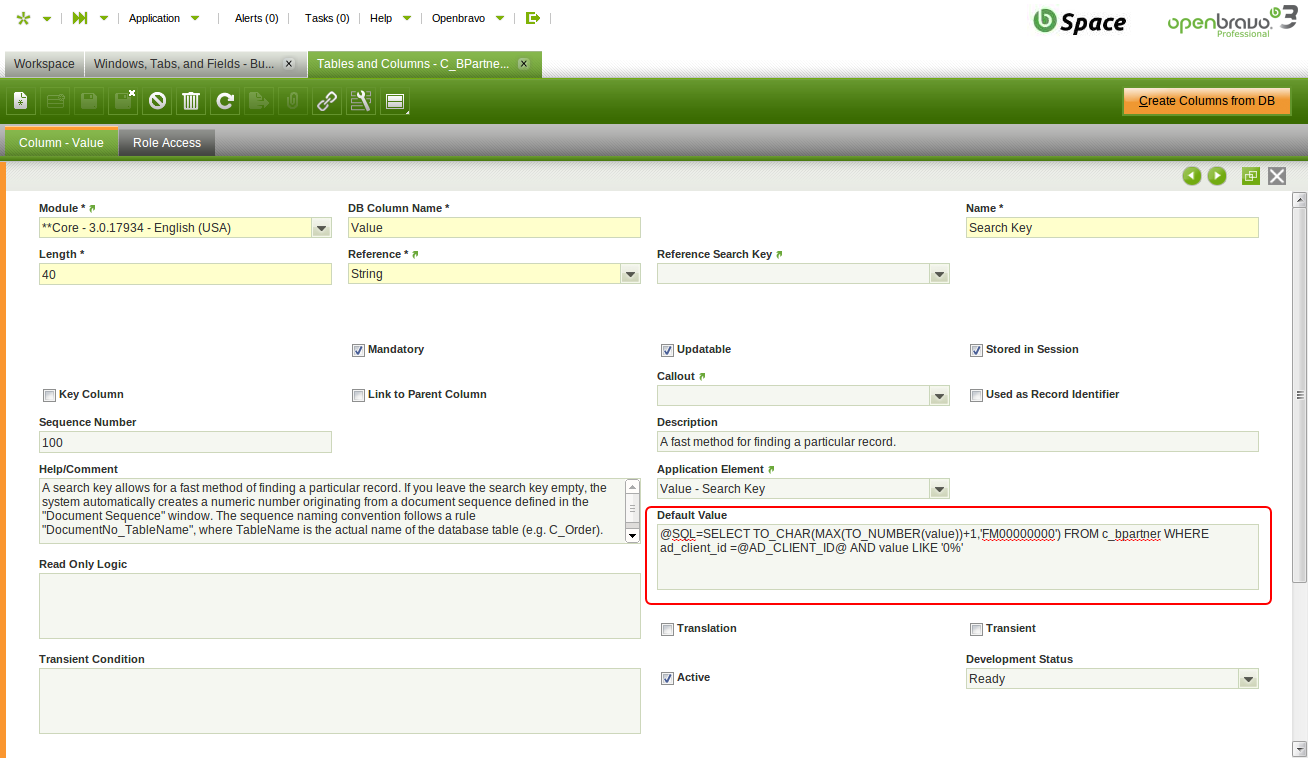 Application
Alerts (0)
Tasks (0)
Help
Openbravo
b Space
openbravo 3
Professional
Workspace
Windows, Tabs, and Fields - Bu...
Tables and Columns - C_BPartne...
Create Columns from DB
Column - Value
Role Access
Module *
DB Column Name *
Name *
**Core - 3.0.17934 - English (USA)
Value
Search Key
Length *
Reference *
Reference Search Key
40
String
Mandatory
Updatable
Stored in Session
Callout
Key Column
Link to Parent Column
Used as Record Identifier
Sequence Number
Description
100
A fast method for finding a particular record.
Help/Comment
Application Element
A search key allows for a fast method of finding a particular record. If you leave the search key empty, the
system automatically creates a numeric number originating from a document sequence defined in the
"Document Sequence" window. The sequence naming convention follows a rule
"DocumentNo_TableName", where TableName is the actual name of the database table (e.g. C_Order).
Value - Search Key
Default Value
@SQL=SELECT TO_CHAR(MAX(TO_NUMBER(value))+1,'FM00000000') FROM c_bpartner WHERE
ad_client_id =@AD_CLIENT_ID@ AND value LIKE '0%'
Read Only Logic
Translation
Transient
Transient Condition
Development Status
Active
Ready